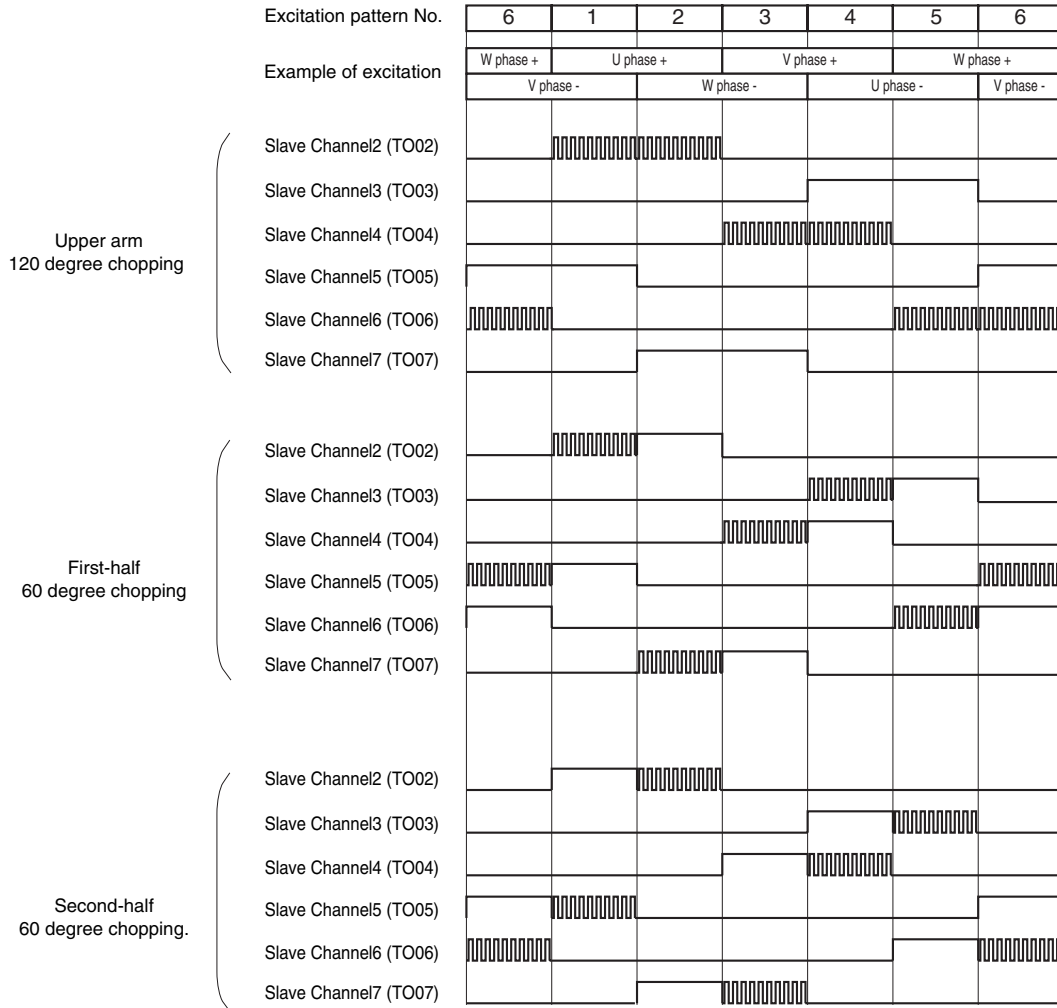 Excitation pattern No. 6 1 2 3 4 5 6
Example of excitation
W phase + U phase + V phase + W phase +
V phase - W phase - U phase - V phase -
Upper arm
120 degree chopping
Slave Channel2 (TO02)
Slave Channel3 (TO03)
Slave Channel4 (TO04)
Slave Channel5 (TO05)
Slave Channel6 (TO06)
Slave Channel7 (TO07)
First-half
60 degree chopping
Slave Channel2 (TO02)
Slave Channel3 (TO03)
Slave Channel4 (TO04)
Slave Channel5 (TO05)
Slave Channel6 (TO06)
Slave Channel7 (TO07)
Second-half
60 degree chopping.
Slave Channel2 (TO02)
Slave Channel3 (TO03)
Slave Channel4 (TO04)
Slave Channel5 (TO05)
Slave Channel6 (TO06)
Slave Channel7 (TO07)